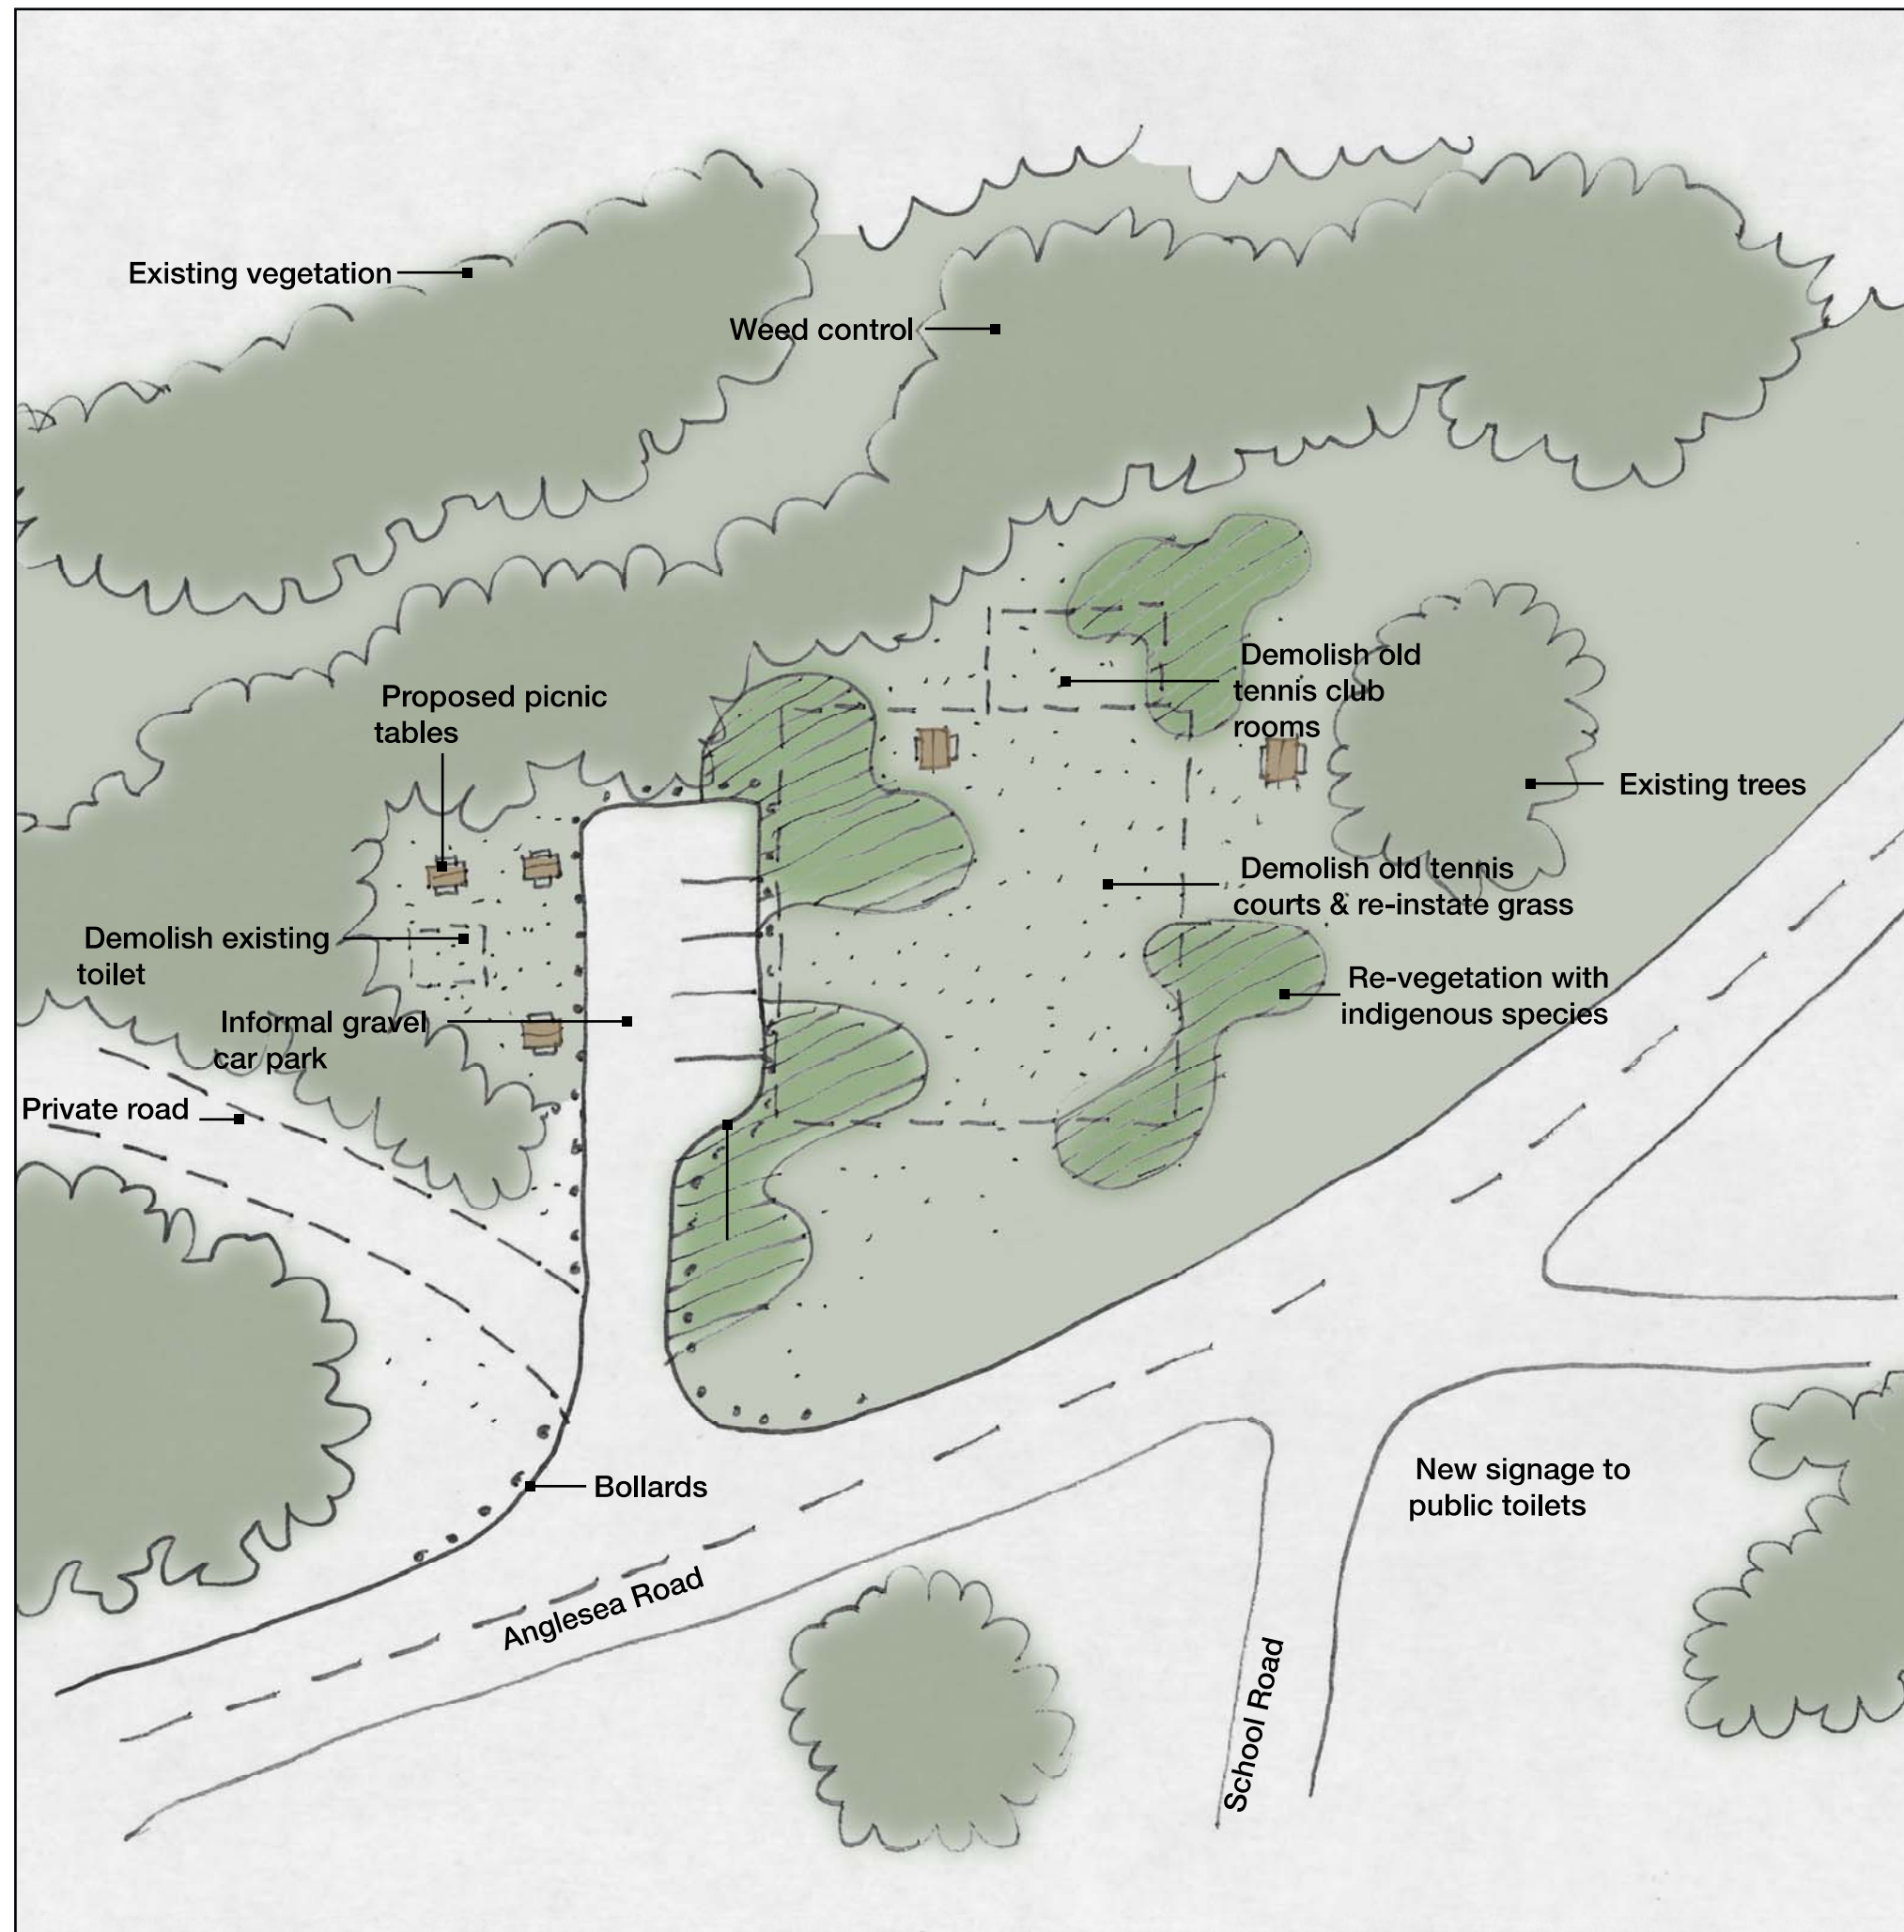 Existing vegetation
Weed control
Demolish old
tennis club
rooms
Proposed picnic
tables
Existing trees
Demolish old tennis
courts & re-instate grass
Demolish existing
toilet
Re-vegetation with
indigenous species
Informal gravel
car park
Private road
New signage to
public toilets
Bollards
Anglesea Road
School Road